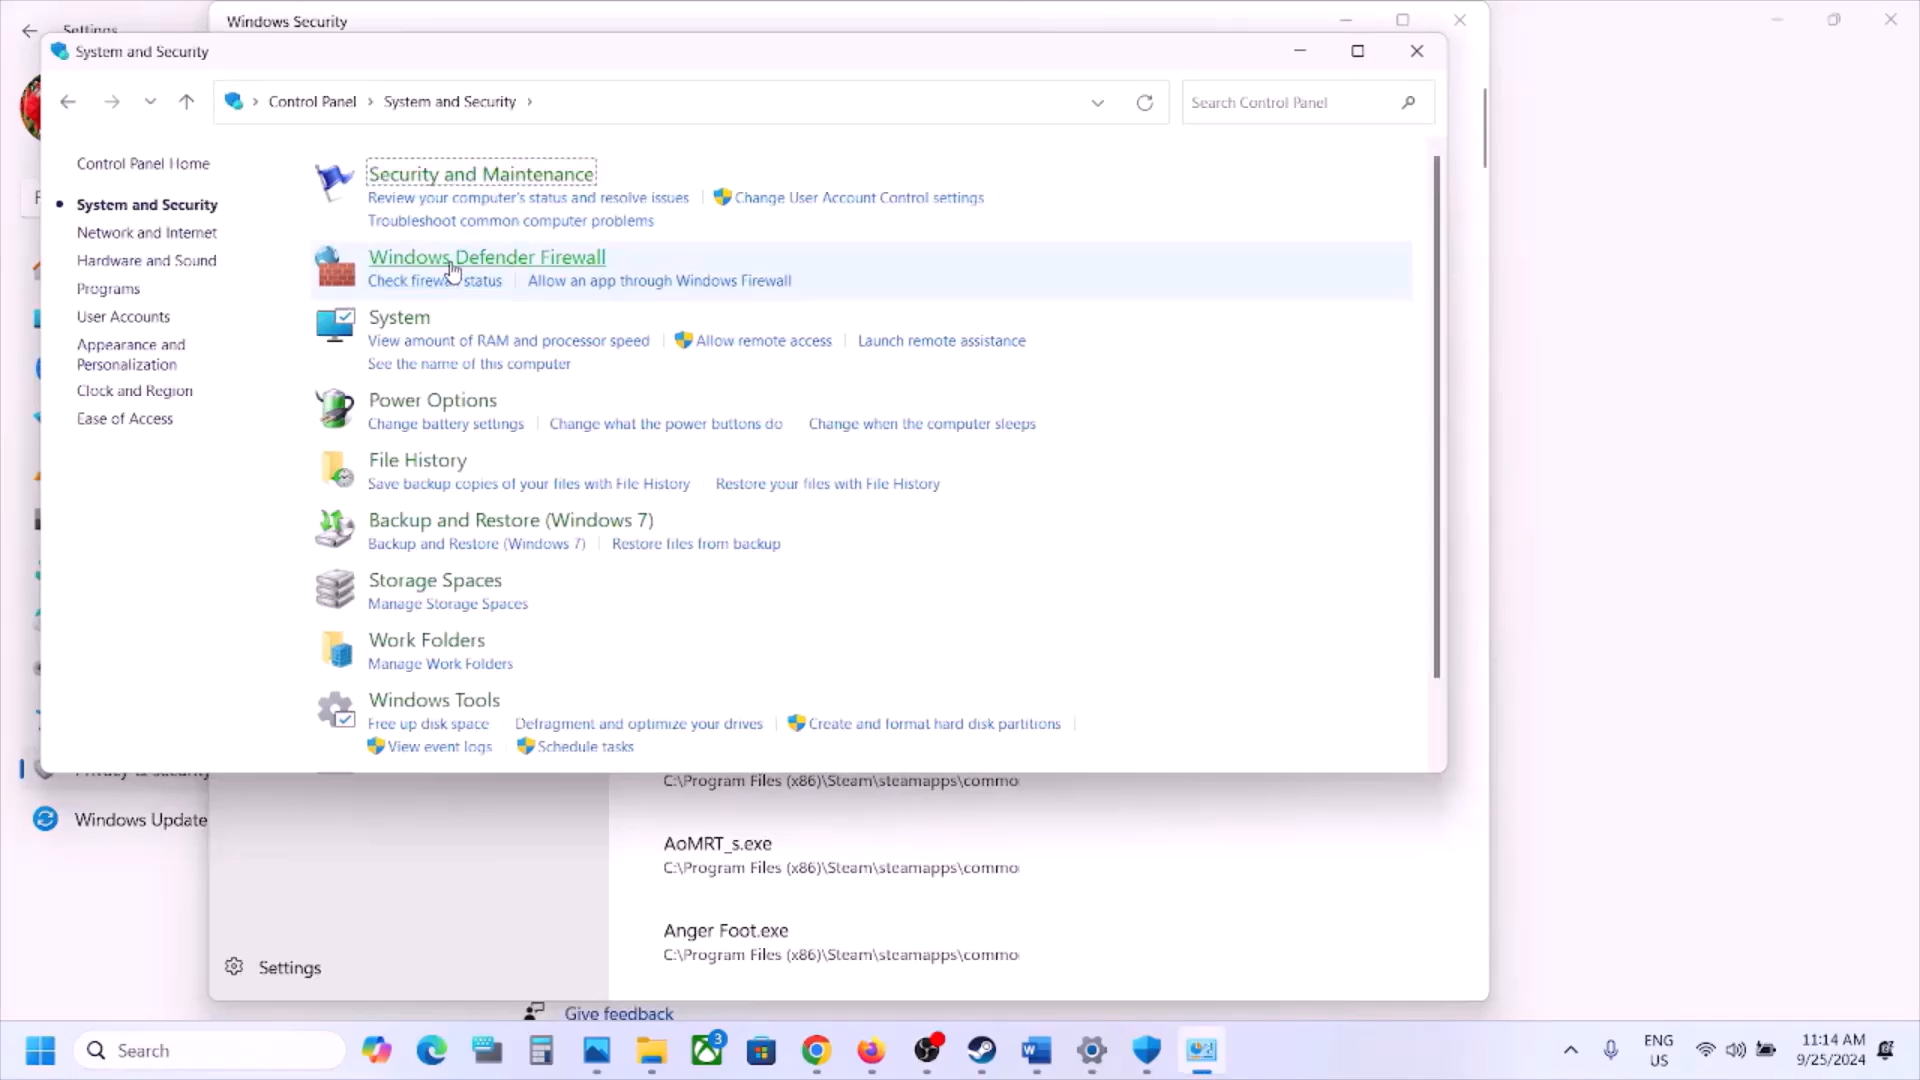 Settings
Windows Security
System and Security
Control Panel > System and Security >
Search Control Panel
Control Panel Home
System and Security
Network and Internet
Hardware and Sound
Programs
User Accounts
Appearance and
Personalization
Clock and Region
Ease of Access
Security and Maintenance
Review your computer's status and resolve issues
Change User Account Control settings
Troubleshoot common computer problems
Windows Defender Firewall
Check firewall status
Allow an app through Windows Firewall
System
View amount of RAM and processor speed
Allow remote access
Launch remote assistance
See the name of this computer
Power Options
Change battery settings
Change what the power buttons do
Change when the computer sleeps
File History
Save backup copies of your files with File History
Restore your files with File History
Backup and Restore (Windows 7)
Backup and Restore (Windows 7)
Restore files from backup
Storage Spaces
Manage Storage Spaces
Work Folders
Manage Work Folders
Windows Tools
Free up disk space
Defragment and optimize your drives
Create and format hard disk partitions
View event logs
Schedule tasks
Privacy & security
Windows Update
C:\Program Files (x86)\Steam\steamapps\commo
AoMRT_s.exe
C:\Program Files (x86)\Steam\steamapps\commo
Anger Foot.exe
C:\Program Files (x86)\Steam\steamapps\commo
Settings
Give feedback
Search
3
ENG
US
11:14 AM
9/25/2024